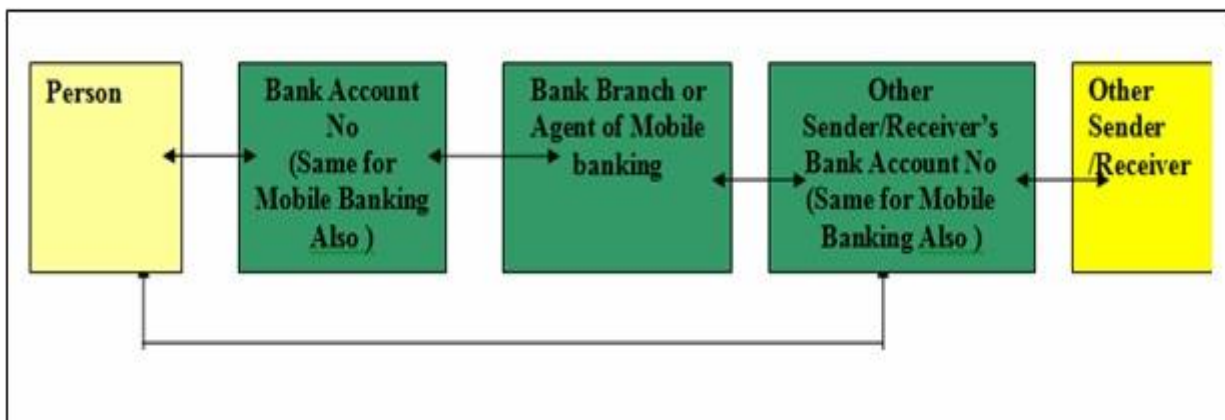 Person
Bank Account
No
(Same for
Mobile Banking
Also )
Bank Branch or
Agent of Mobile
banking
Other
Sender/Receiver's
Bank Account No
(Same for Mobile
Banking Also )
Other
Sender
/Receiver